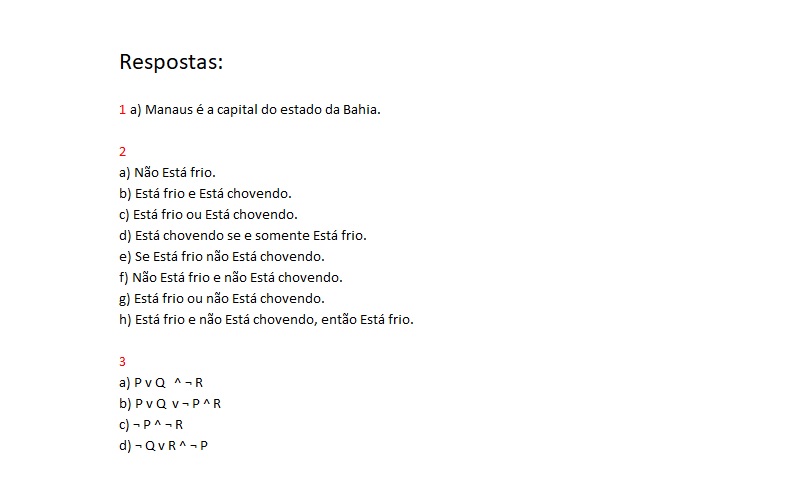 Respostas:
1 a) Manaus é a capital do estado da Bahia.
2
a) Não Está frio.
b) Está frio e Está chovendo.
c) Está frio ou Está chovendo.
d) Está chovendo se e somente Está frio.
e) Se Está frio não Está chovendo.
f) Não Está frio e não Está chovendo.
g) Está frio ou não Está chovendo.
h) Está frio e não Está chovendo, então Está frio.
3
a) P v Q  ^ ¬ R
b) P v Q  v ¬ P ^ R
c) ¬ P ^ ¬ R
d) ¬ Q v R ^ ¬ P